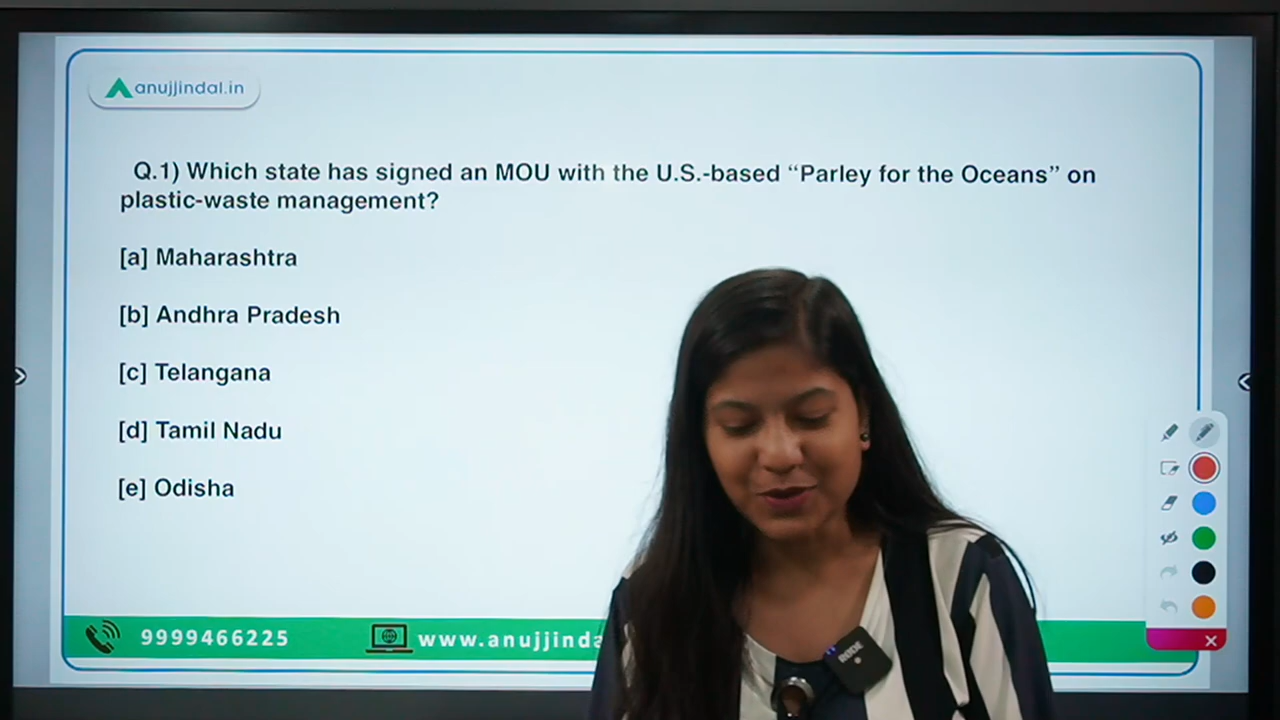 anujjindal.in
Q.1) Which state has signed an MOU with the U.S.-based “Parley for the Oceans” on
plastic-waste management?
[a] Maharashtra
[b] Andhra Pradesh
[c] Telangana
[d] Tamil Nadu
[e] Odisha
9999466225 www.anujjinda
RODE